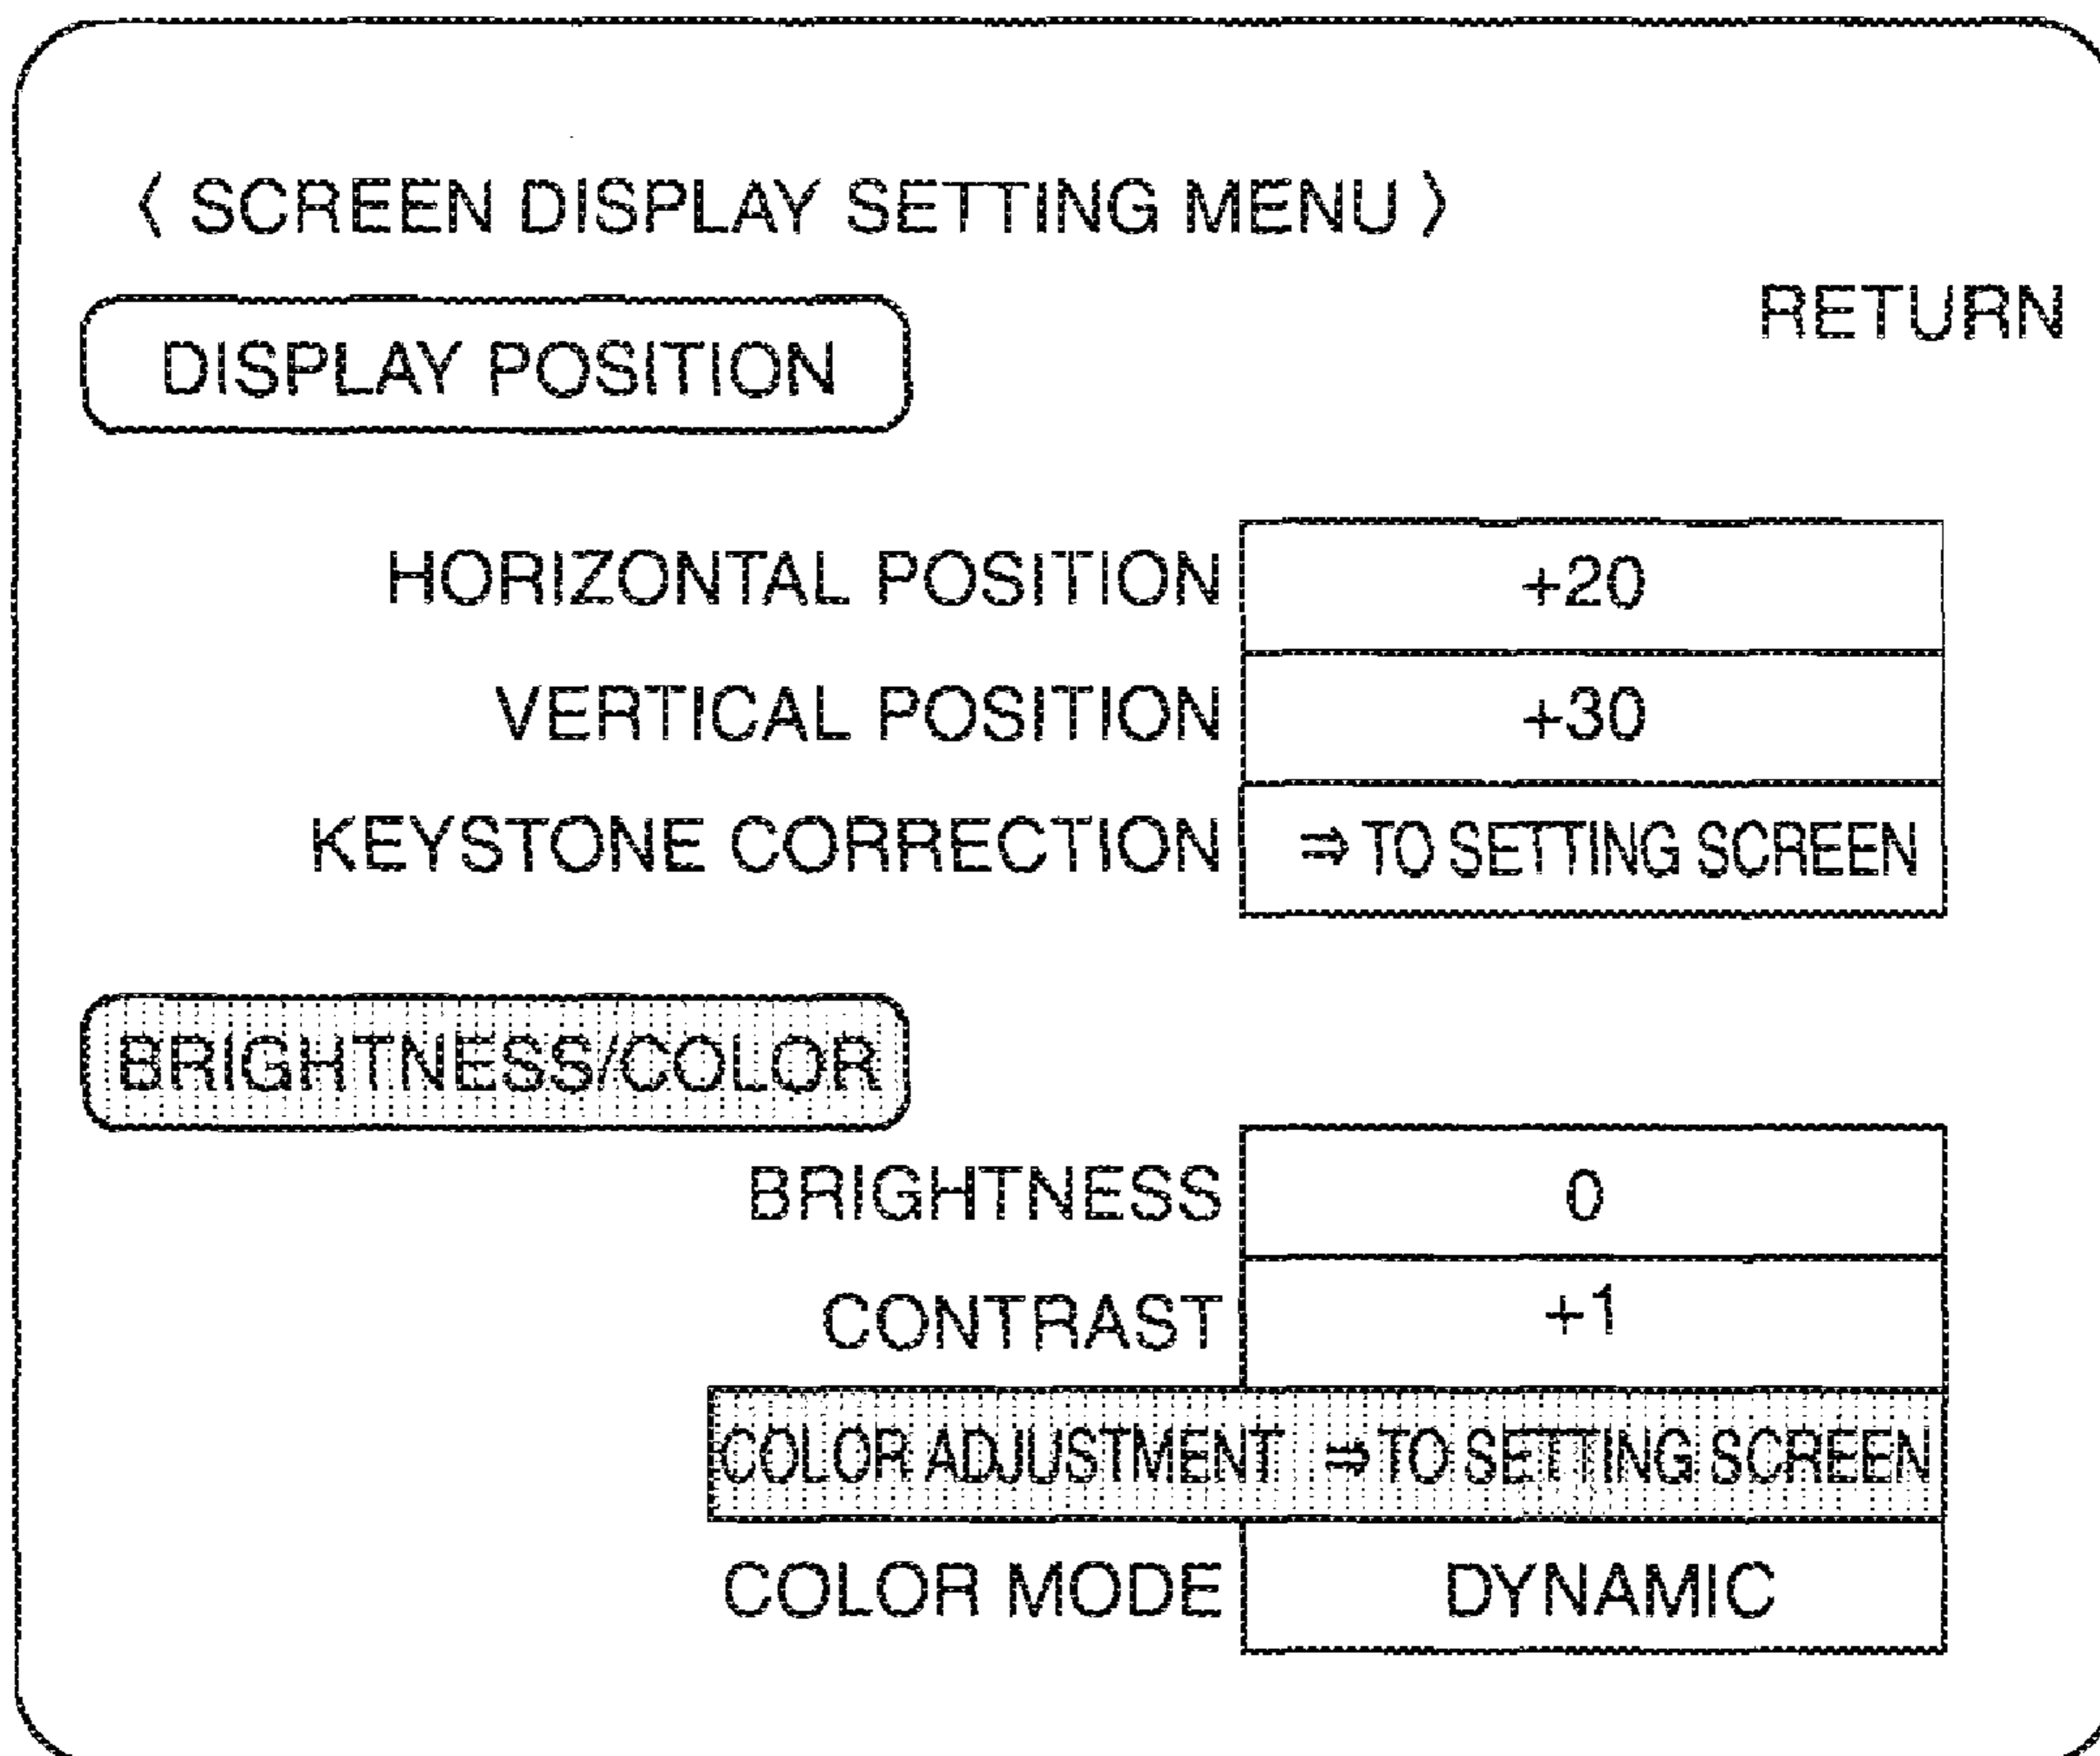 〈 SCREEN DISPLAY SETTING MENU 〉
RETURN
DISPLAY POSITION
HORIZONTAL POSITION +20
VERTICAL POSITION +30
KEYSTONE CORRECTION ⇒ TO SETTING SCREEN
BRIGHTNESS/COLOR
BRIGHTNESS 0
CONTRAST +1
COLOR ADJUSTMENT ⇒ TO SETTING SCREEN
COLOR MODE DYNAMIC